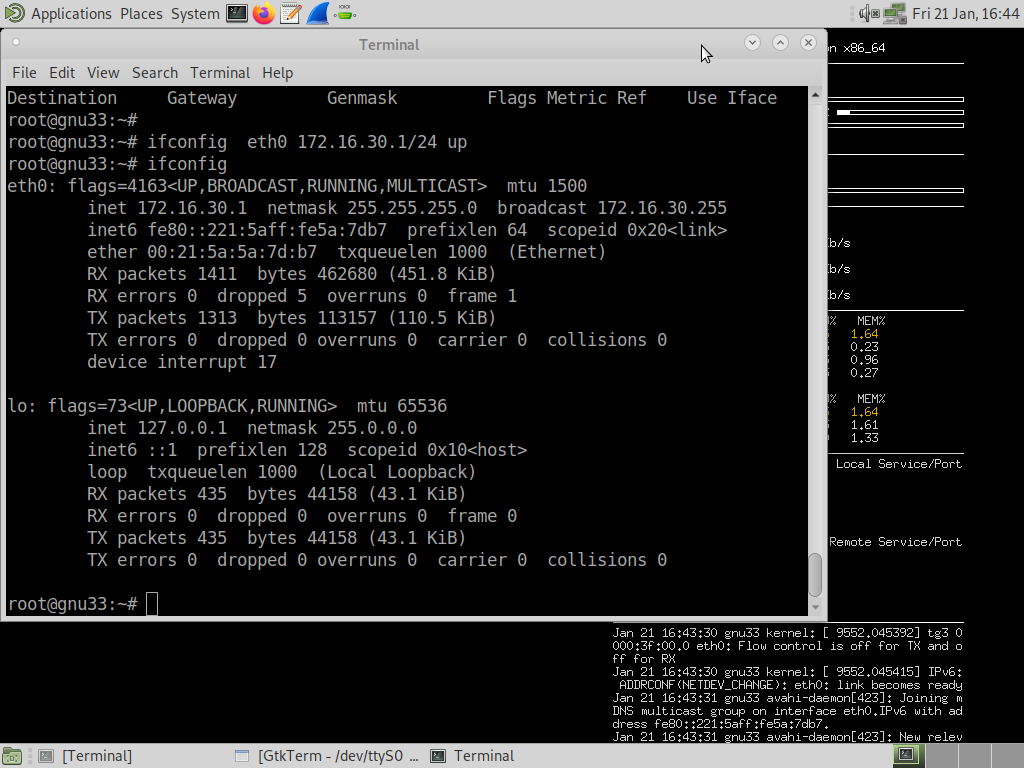 Applications Places System Fri 21 Jan, 16:44
Terminal
File Edit View Search Terminal Help
Destination     Gateway         Genmask         Flags Metric Ref    Use Iface
root@gnu33:~#
root@gnu33:~# ifconfig  eth0 172.16.30.1/24 up
root@gnu33:~# ifconfig
eth0: flags=4163<UP,BROADCAST,RUNNING,MULTICAST>  mtu 1500
inet 172.16.30.1  netmask 255.255.255.0  broadcast 172.16.30.255
inet6 fe80::221:5aff:fe5a:7db7  prefixlen 64  scopeid 0x20<link>
ether 00:21:5a:5a:7d:b7  txqueuelen 1000  (Ethernet)
RX packets 1411  bytes 462680 (451.8 KiB)
RX errors 0  dropped 5  overruns 0  frame 1
TX packets 1313  bytes 113157 (110.5 KiB)
TX errors 0  dropped 0 overruns 0  carrier 0  collisions 0
device interrupt 17
lo: flags=73<UP,LOOPBACK,RUNNING>  mtu 65536
inet 127.0.0.1  netmask 255.0.0.0
inet6 ::1  prefixlen 128  scopeid 0x10<host>
loop  txqueuelen 1000  (Local Loopback)
RX packets 435  bytes 44158 (43.1 KiB)
RX errors 0  dropped 0  overruns 0  frame 0
TX packets 435  bytes 44158 (43.1 KiB)
TX errors 0  dropped 0 overruns 0  carrier 0  collisions 0
root@gnu33:~#
x86_64
b/s
b/s
b/s
% MEM%
1.64
0.23
0.96
0.27
% MEM%
1.64
1.61
1.33
Local Service/Port
Remote Service/Port
Jan 21 16:43:30 gnu33 kernel: [ 9552.045392] tg3 0
000:3f:00.0 eth0: Flow control is off for TX and o
ff for RX
Jan 21 16:43:30 gnu33 kernel: [ 9552.045415] IPv6:
ADDRCONF(NETDEV_CHANGE): eth0: link becomes ready
Jan 21 16:43:31 gnu33 avahi-daemon[423]: Joining m
DNS multicast group on interface eth0.IPv6 with ad
dress fe80::221:5aff:fe5a:7db7.
Jan 21 16:43:31 gnu33 avahi-daemon[423]: New relev
[Terminal] [GtkTerm - /dev/ttyS0 ... Terminal